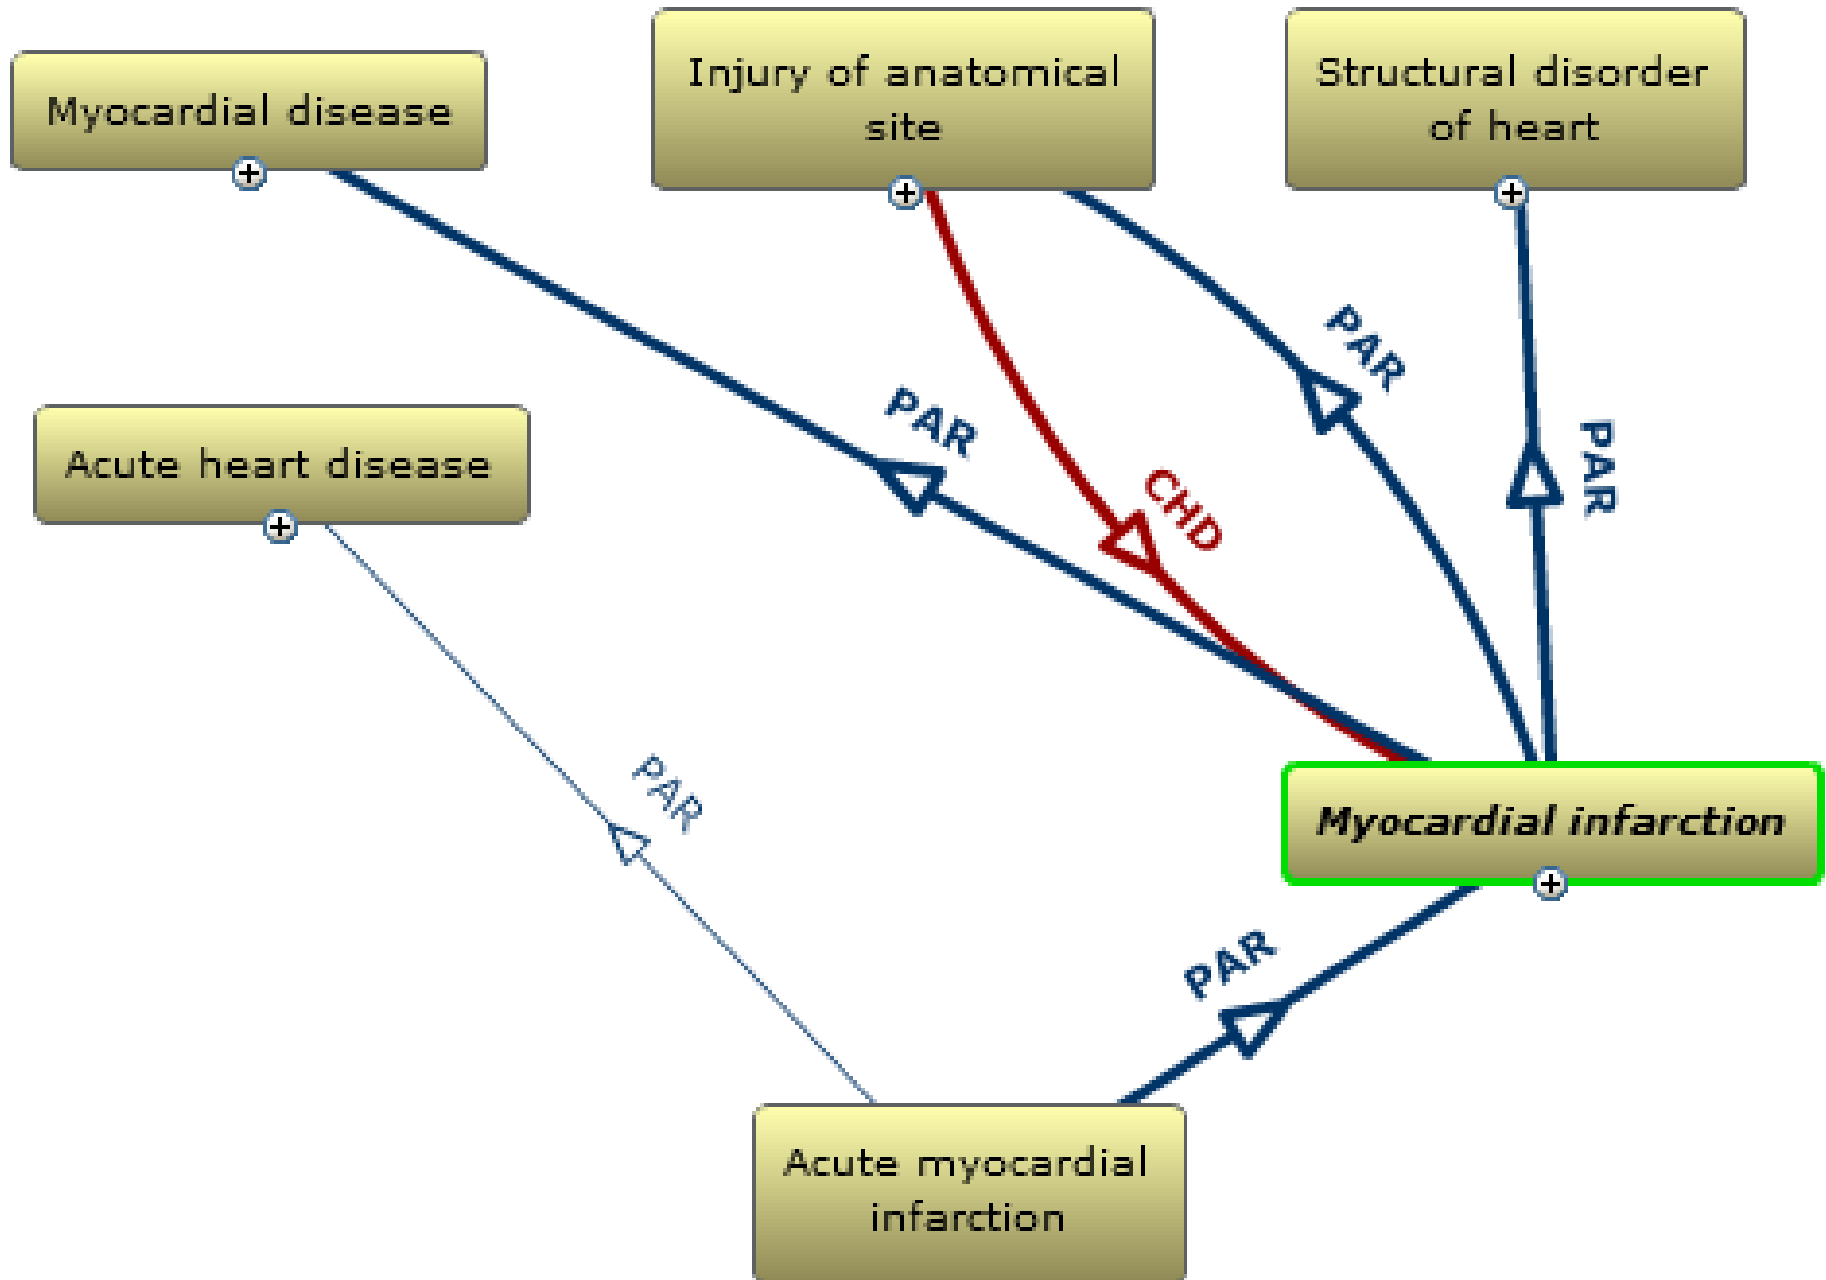 Myocardial disease
Injury of anatomical
site
Structural disorder
of heart
PAR
PAR
CHD
PAR
Acute heart disease
PAR
Myocardial infarction
PAR
Acute myocardial
infarction